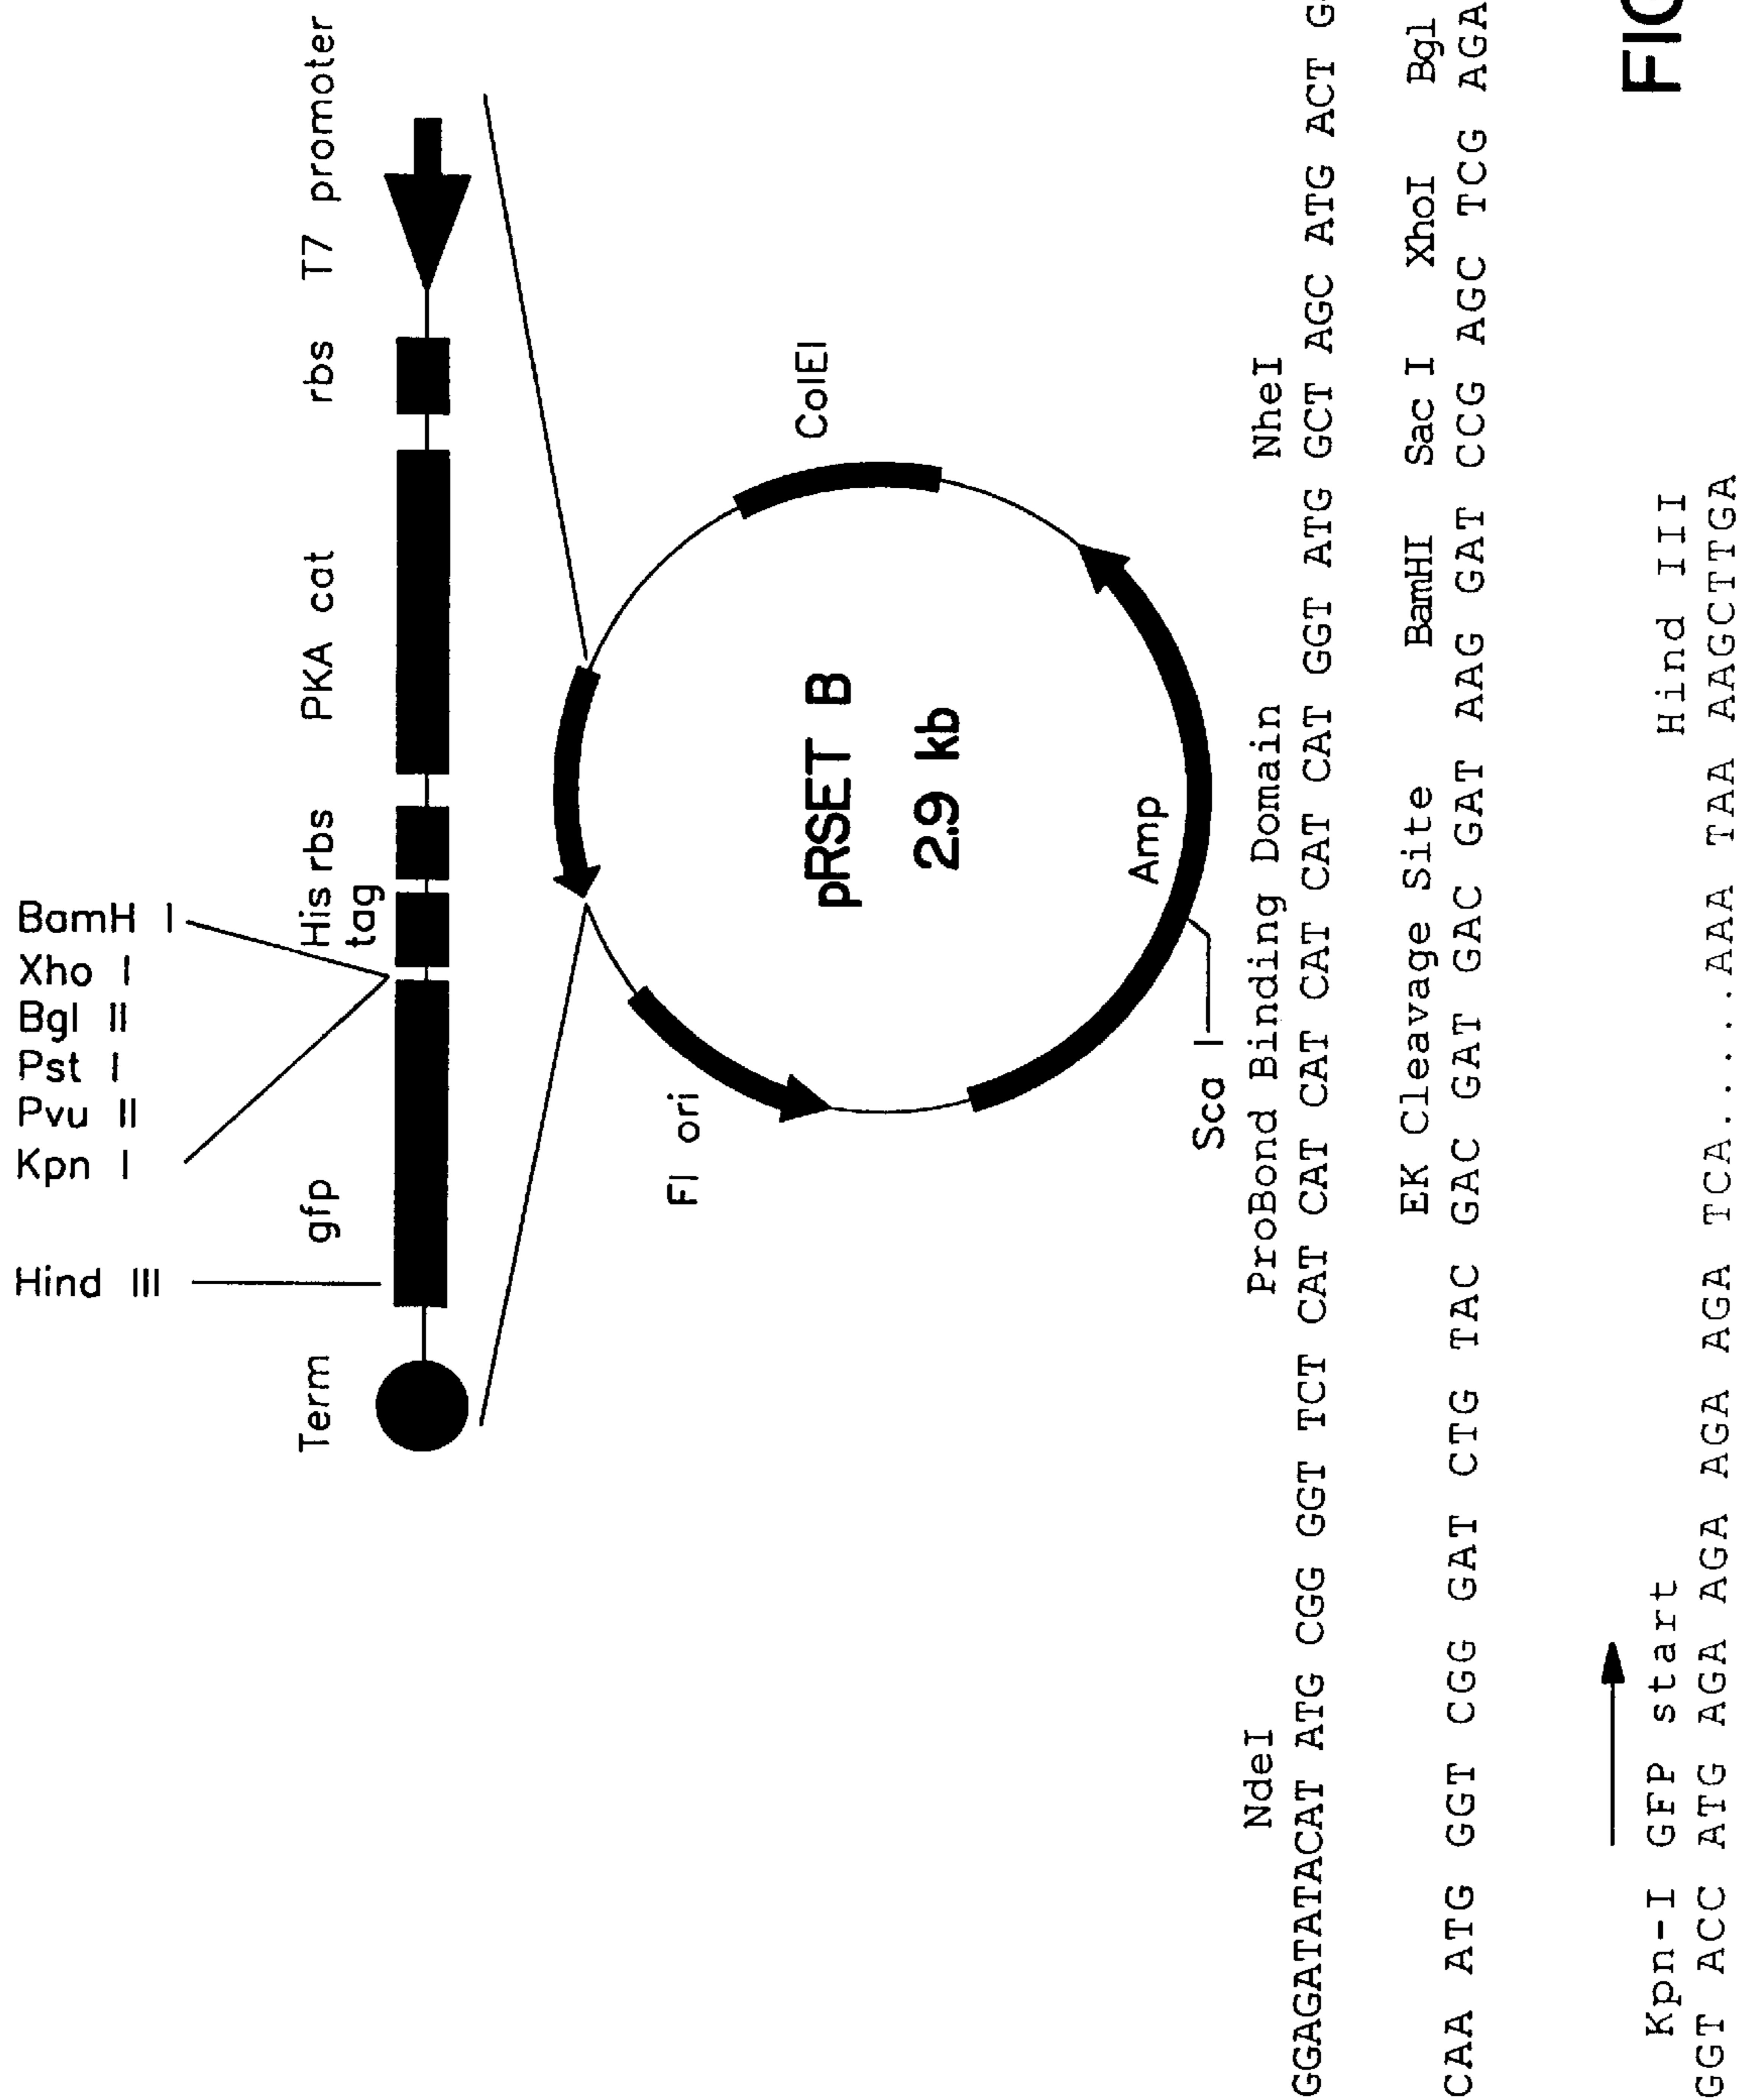 BamH I
Xho I
Bgl II
Pst I
Pvu II
Kpn I
Hind III
Term gfp His tag rbs PKA cat rbs T7 promoter
FI ori
pRSET B
2.9 kb
ColEI
Amp
Sca I
NdeI ProBond Binding Domain NheI
GGAGATATACAT ATG CGG GGT TCT CAT CAT CAT CAT CAT CAT GGT ATG GCT AGC ATG ACT G
EK Cleavage Site BamHI Sac I XhoI Bgl
CAA ATG GGT CGG GAT CTG TAC GAC GAT GAC GAT AAG GAT CCG AGC TCG AGA
Kpn-I GFP start Hind III
GGT ACC ATG AGA AGA AGA AGA AGA TCA.....AAA TAA AAGCTTGA
FIG